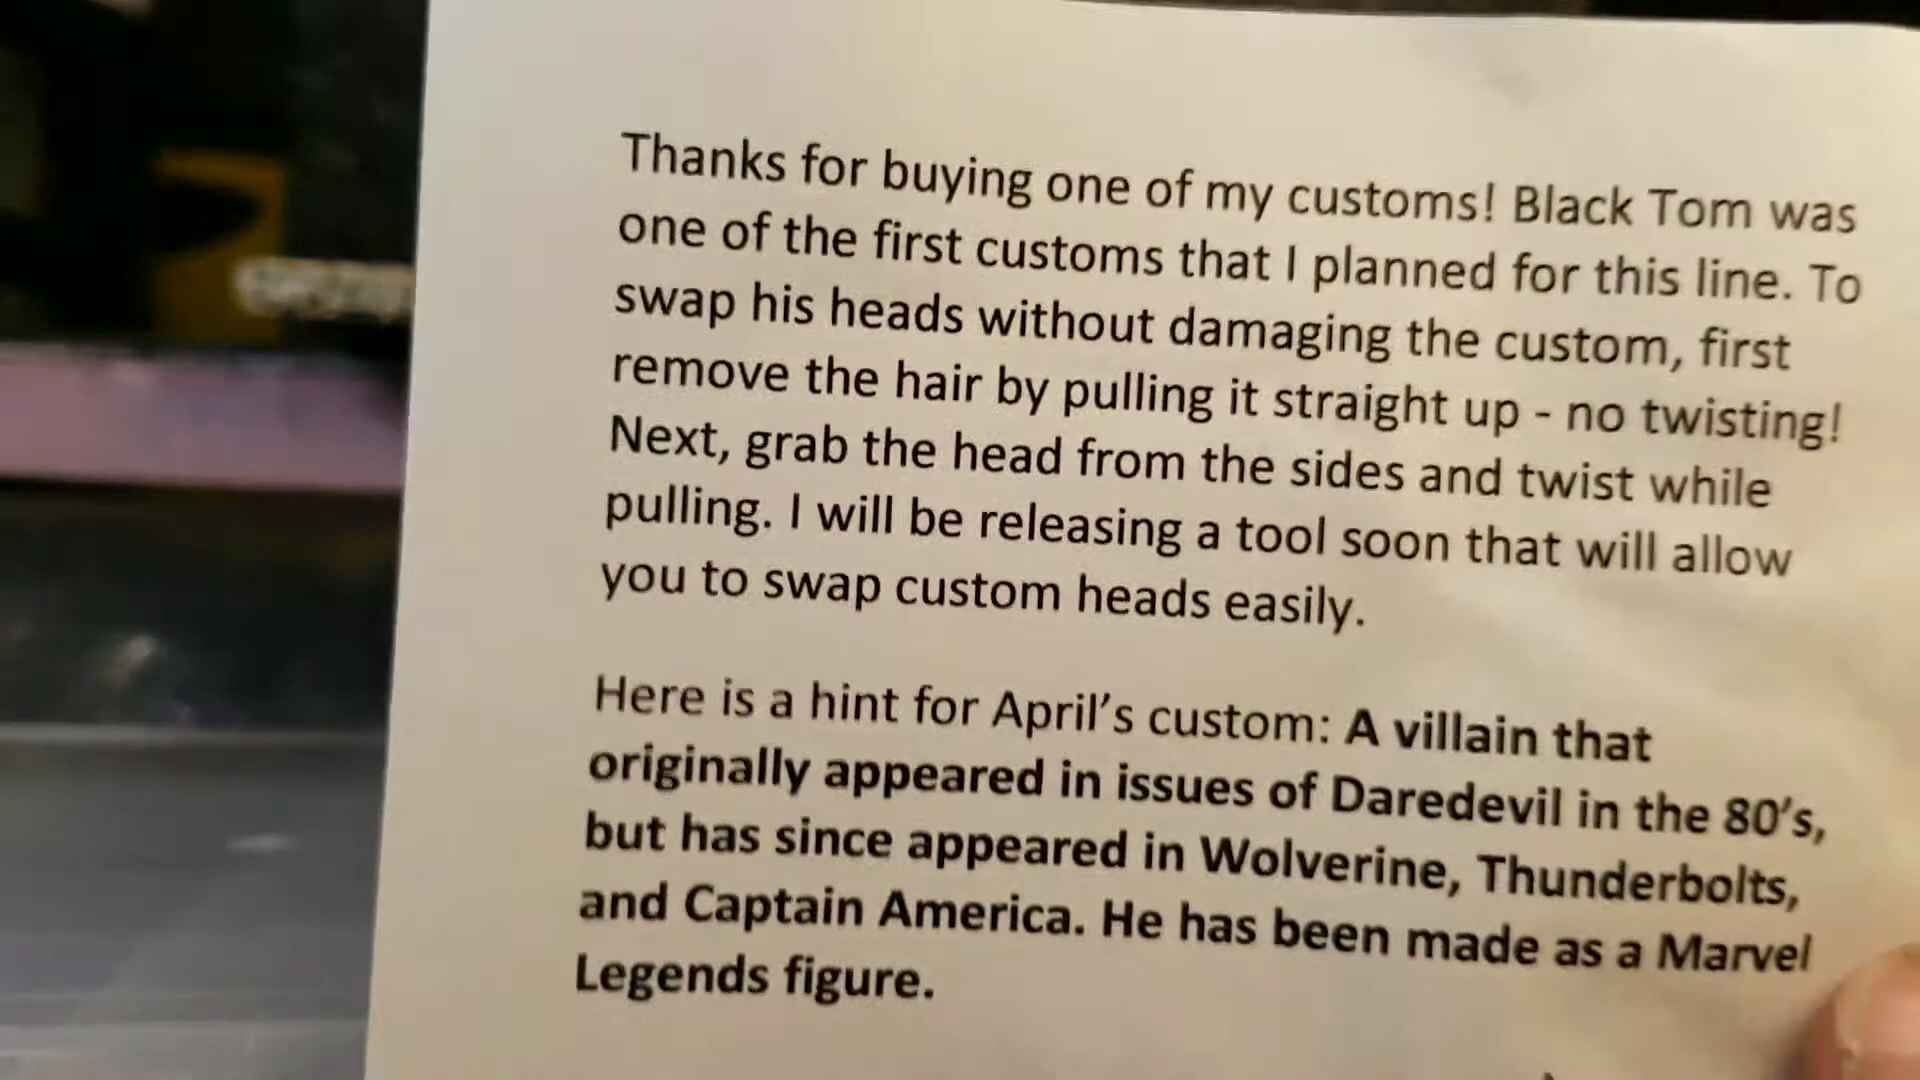 Thanks for buying one of my customs! Black Tom was
one of the first customs that I planned for this line. To
swap his heads without damaging the custom, first
remove the hair by pulling it straight up - no twisting!
Next, grab the head from the sides and twist while
pulling. I will be releasing a tool soon that will allow
you to swap custom heads easily.
Here is a hint for April's custom: A villain that
originally appeared in issues of Daredevil in the 80's,
but has since appeared in Wolverine, Thunderbolts,
and Captain America. He has been made as a Marvel
Legends figure.